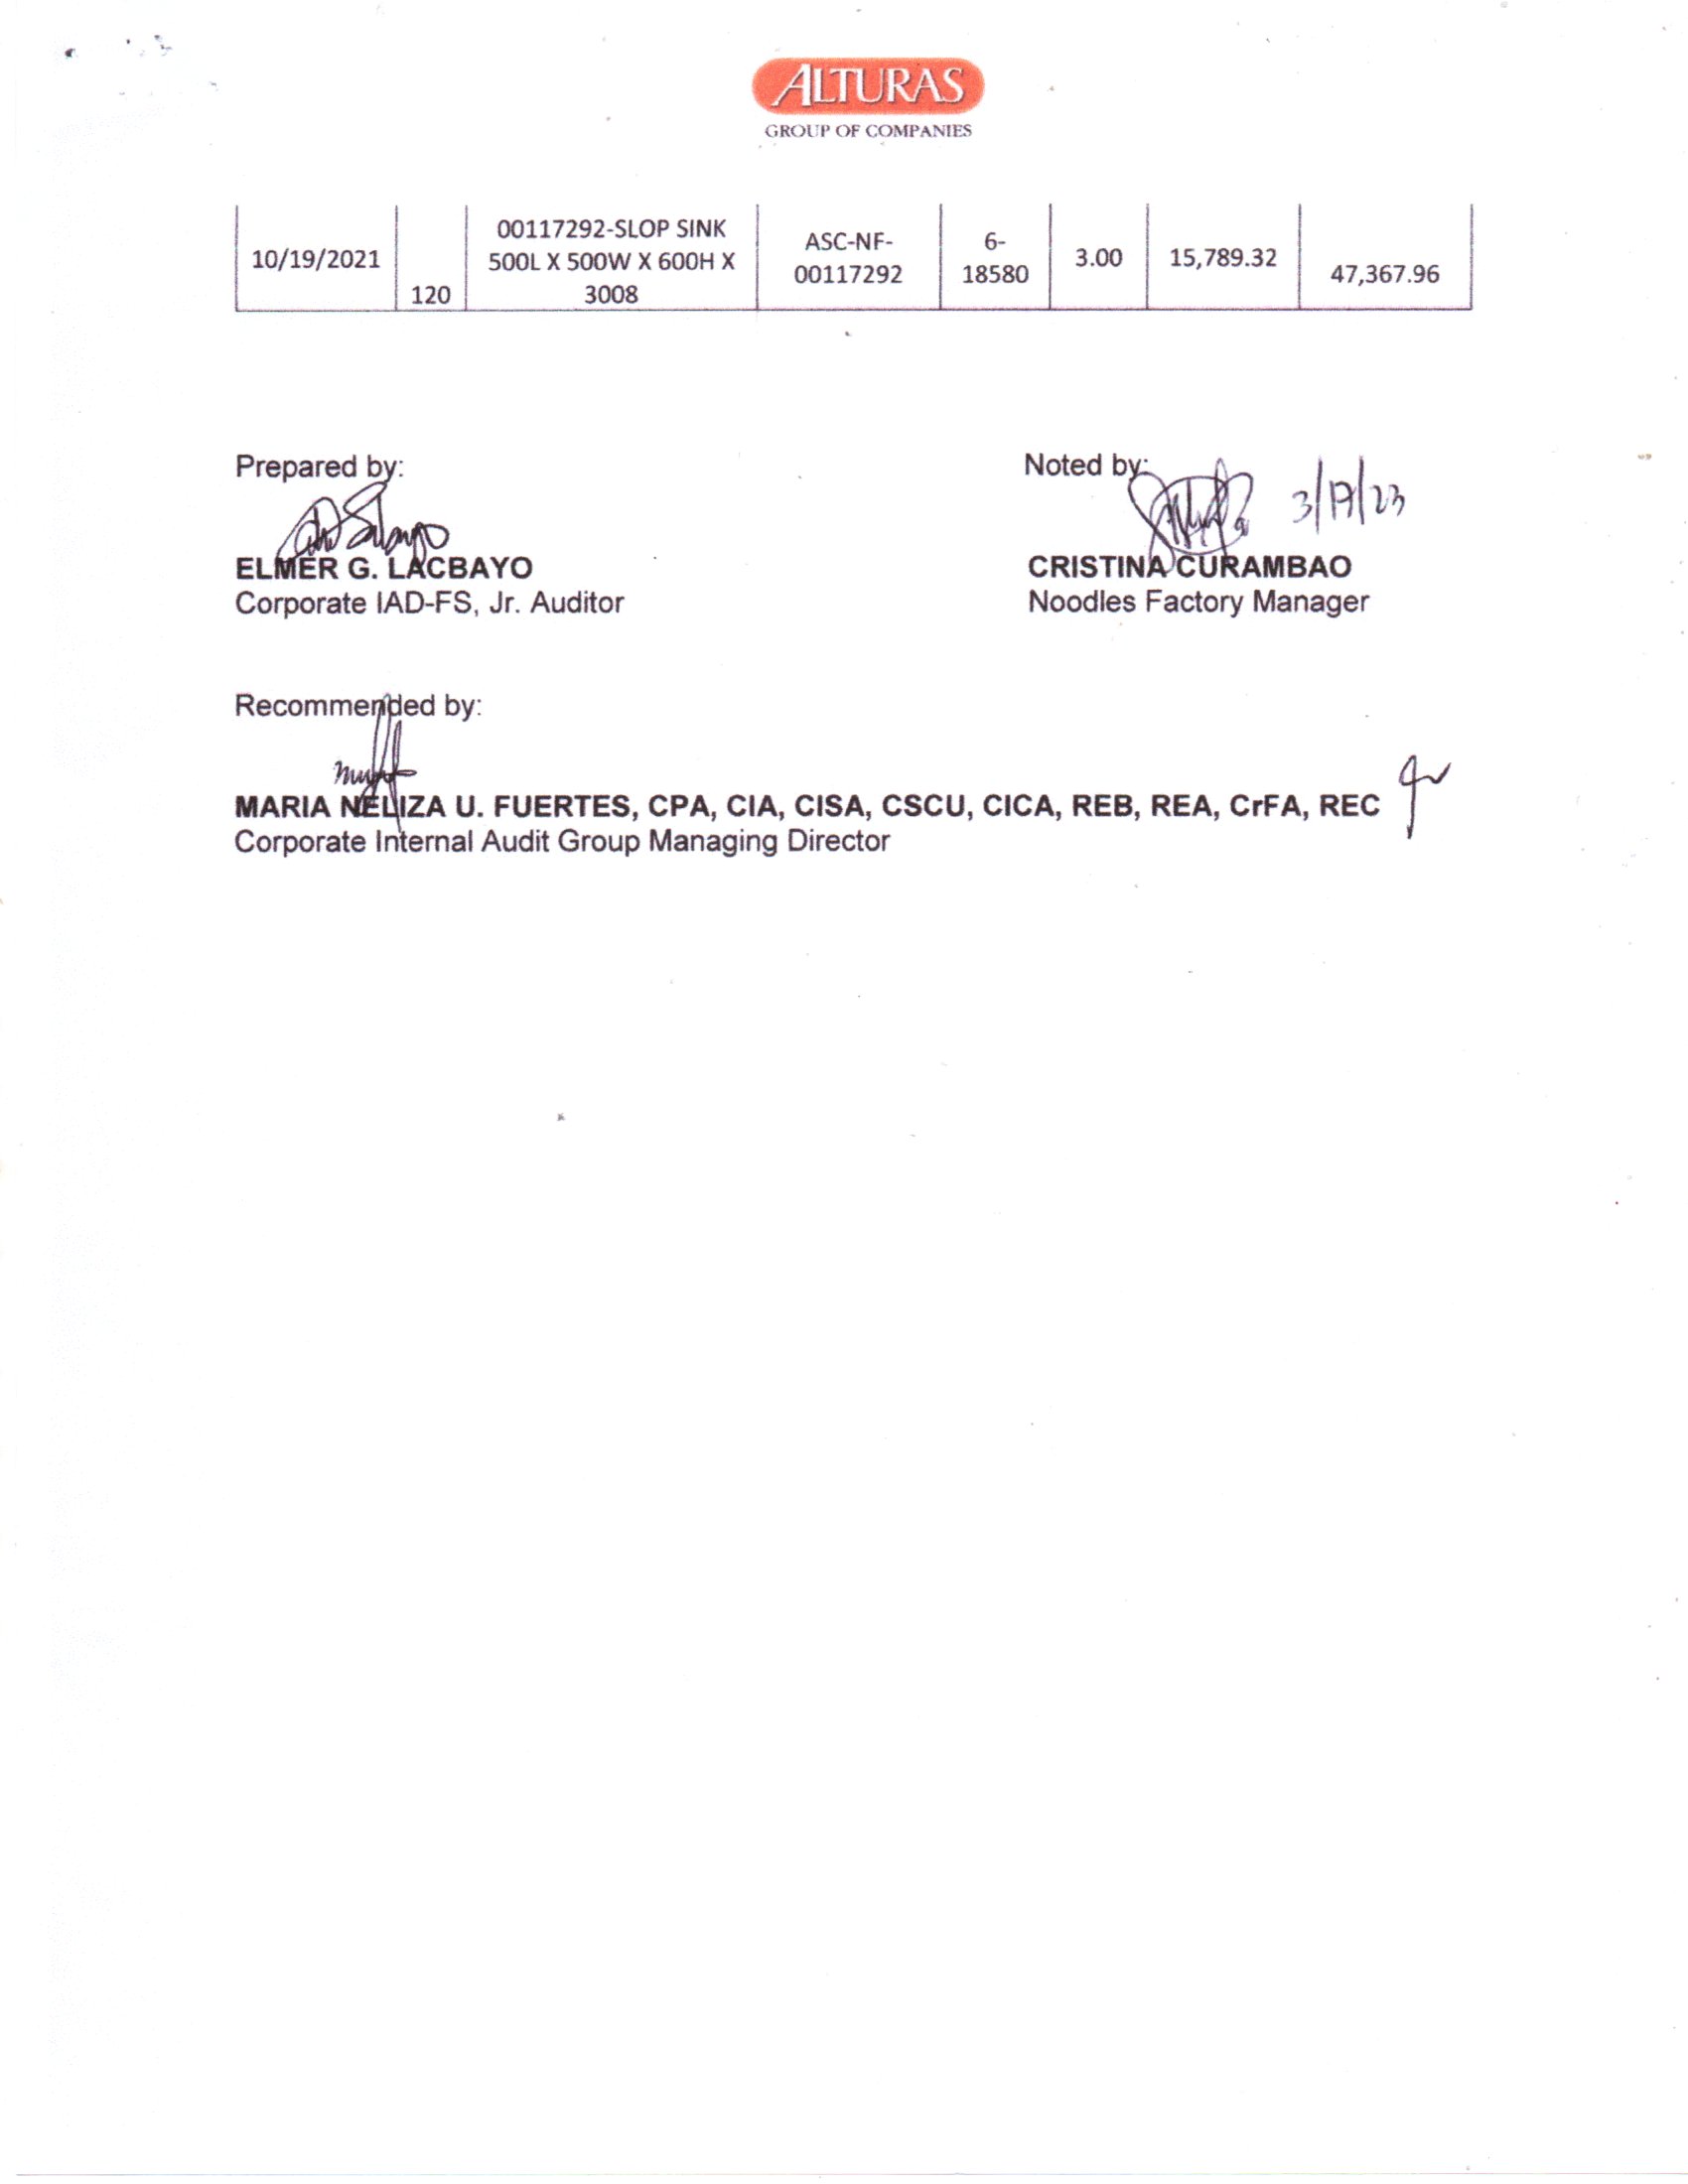 ALTURAS
GROUP OF COMPANIES
10/19/2021
120
00117292-SLOP SINK
500L X 500W X 600H X
3008
ASC-NF-
00117292
6-
18580
3.00
15,789.32
47,367.96
Prepared by:
ELMER G. LACBAYO
Corporate IAD-FS, Jr. Auditor
Noted by:
3/17/23
CRISTINA CURAMBAO
Noodles Factory Manager
Recommended by:
MARIA NELIZA U. FUERTES, CPA, CIA, CISA, CSCU, CICA, REB, REA, CrFA, REC
Corporate Internal Audit Group Managing Director